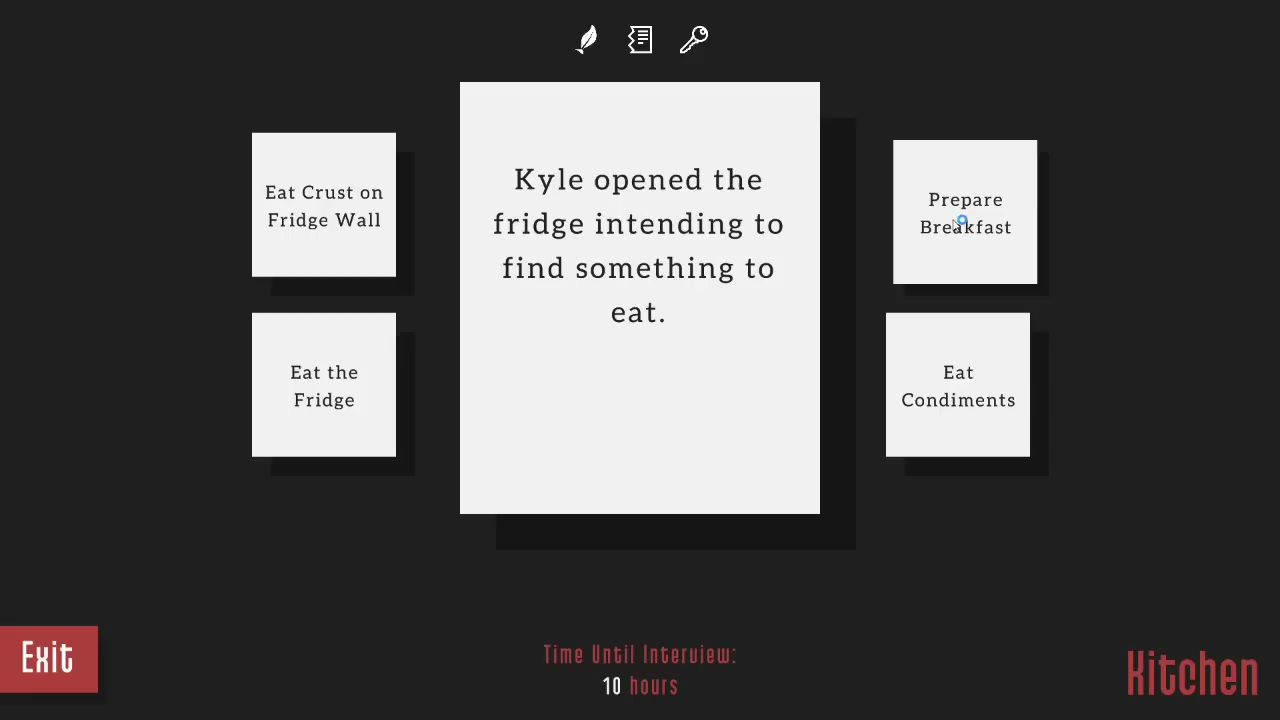 Kyle opened the
fridge intending to
find something to
eat.
Eat Crust on
Fridge Wall
Prepare
Breakfast
Eat the
Fridge
Eat
Condiments
Exit
Time Until Interview:
10 hours
Kitchen